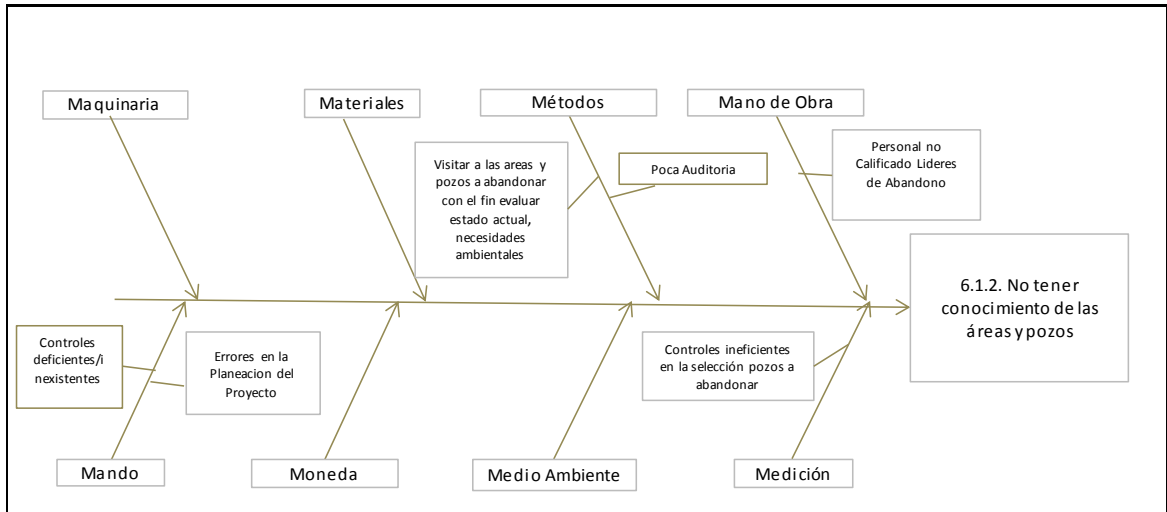 Maquinaria
Materiales
Métodos
Mano de Obra
Visitar a las areas y
pozos a abandonar
con el fin evaluar
estado actual,
necesidades
ambientales
Poca Auditoria
Personal no
Calificado Lideres
de Abandono
6.1.2. No tener
conocimiento de las
áreas y pozos
Controles
deficientes/i
nexistentes
Errores en la
Planeacion del
Proyecto
Controles ineficientes
en la selección pozos a
abandonar
Mando
Moneda
Medio Ambiente
Medición